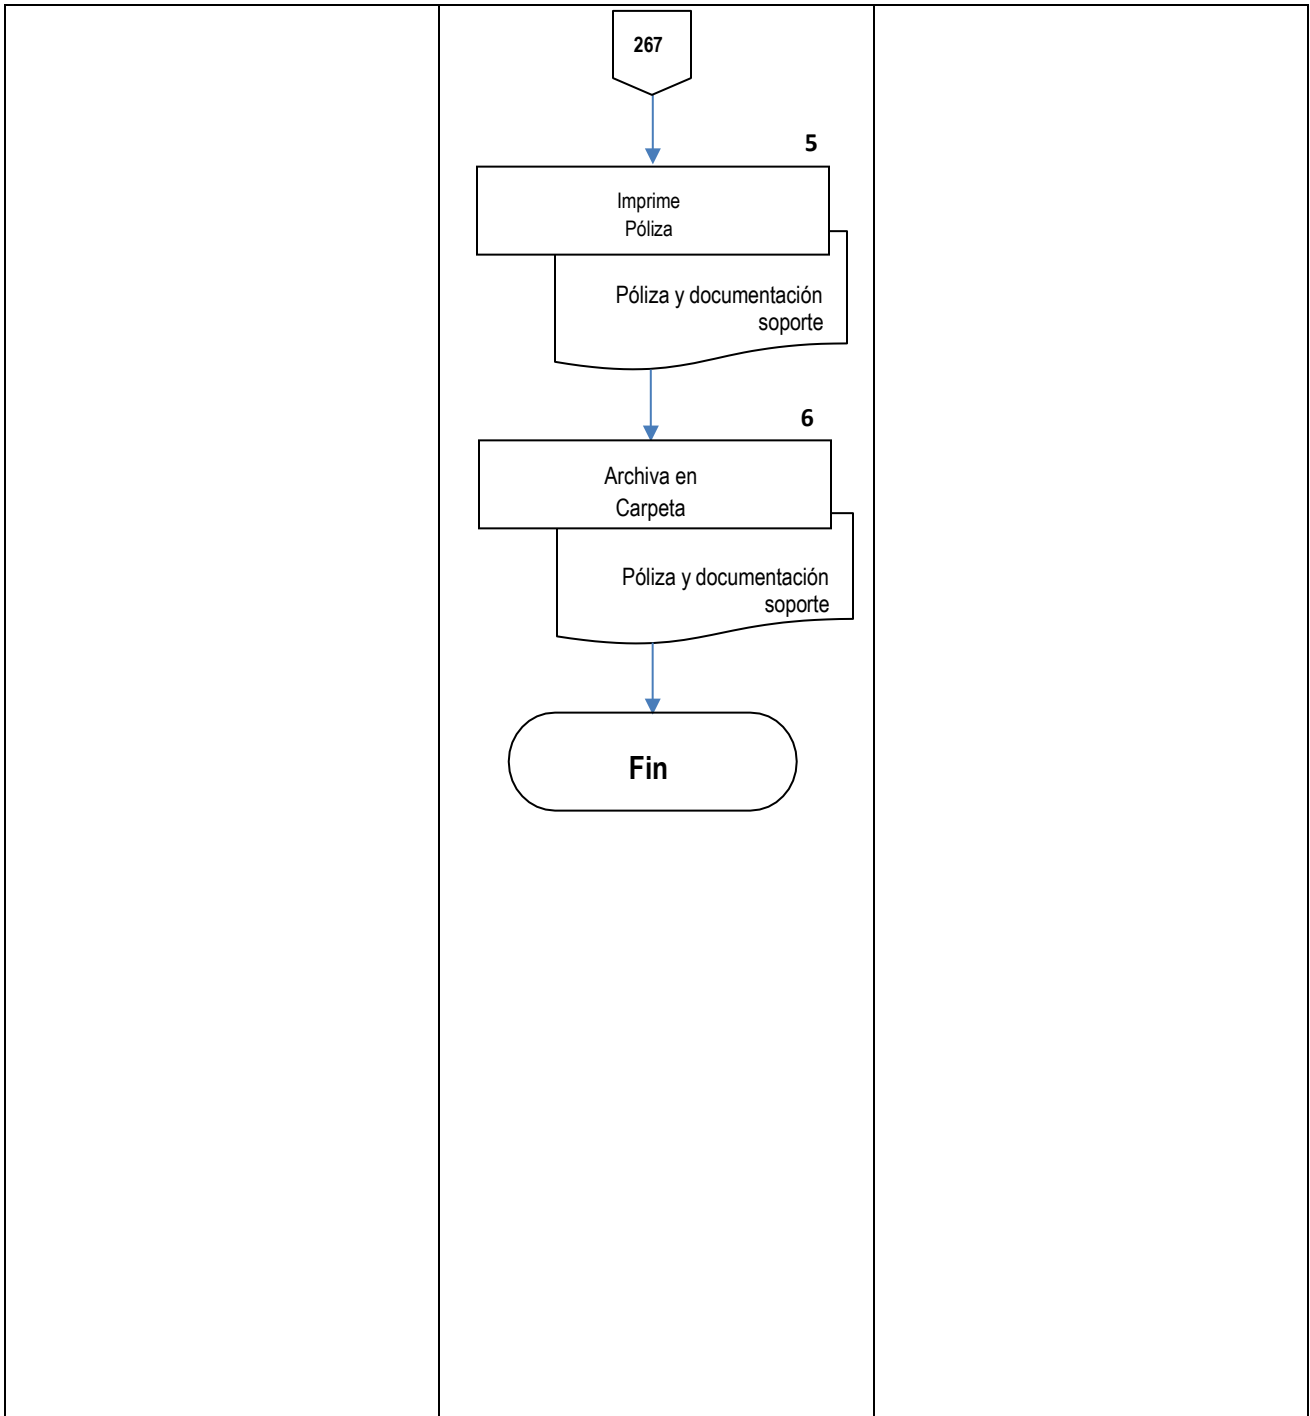 267
5
Imprime
Póliza
Póliza y documentación
soporte
6
Archiva en
Carpeta
Póliza y documentación
soporte
Fin